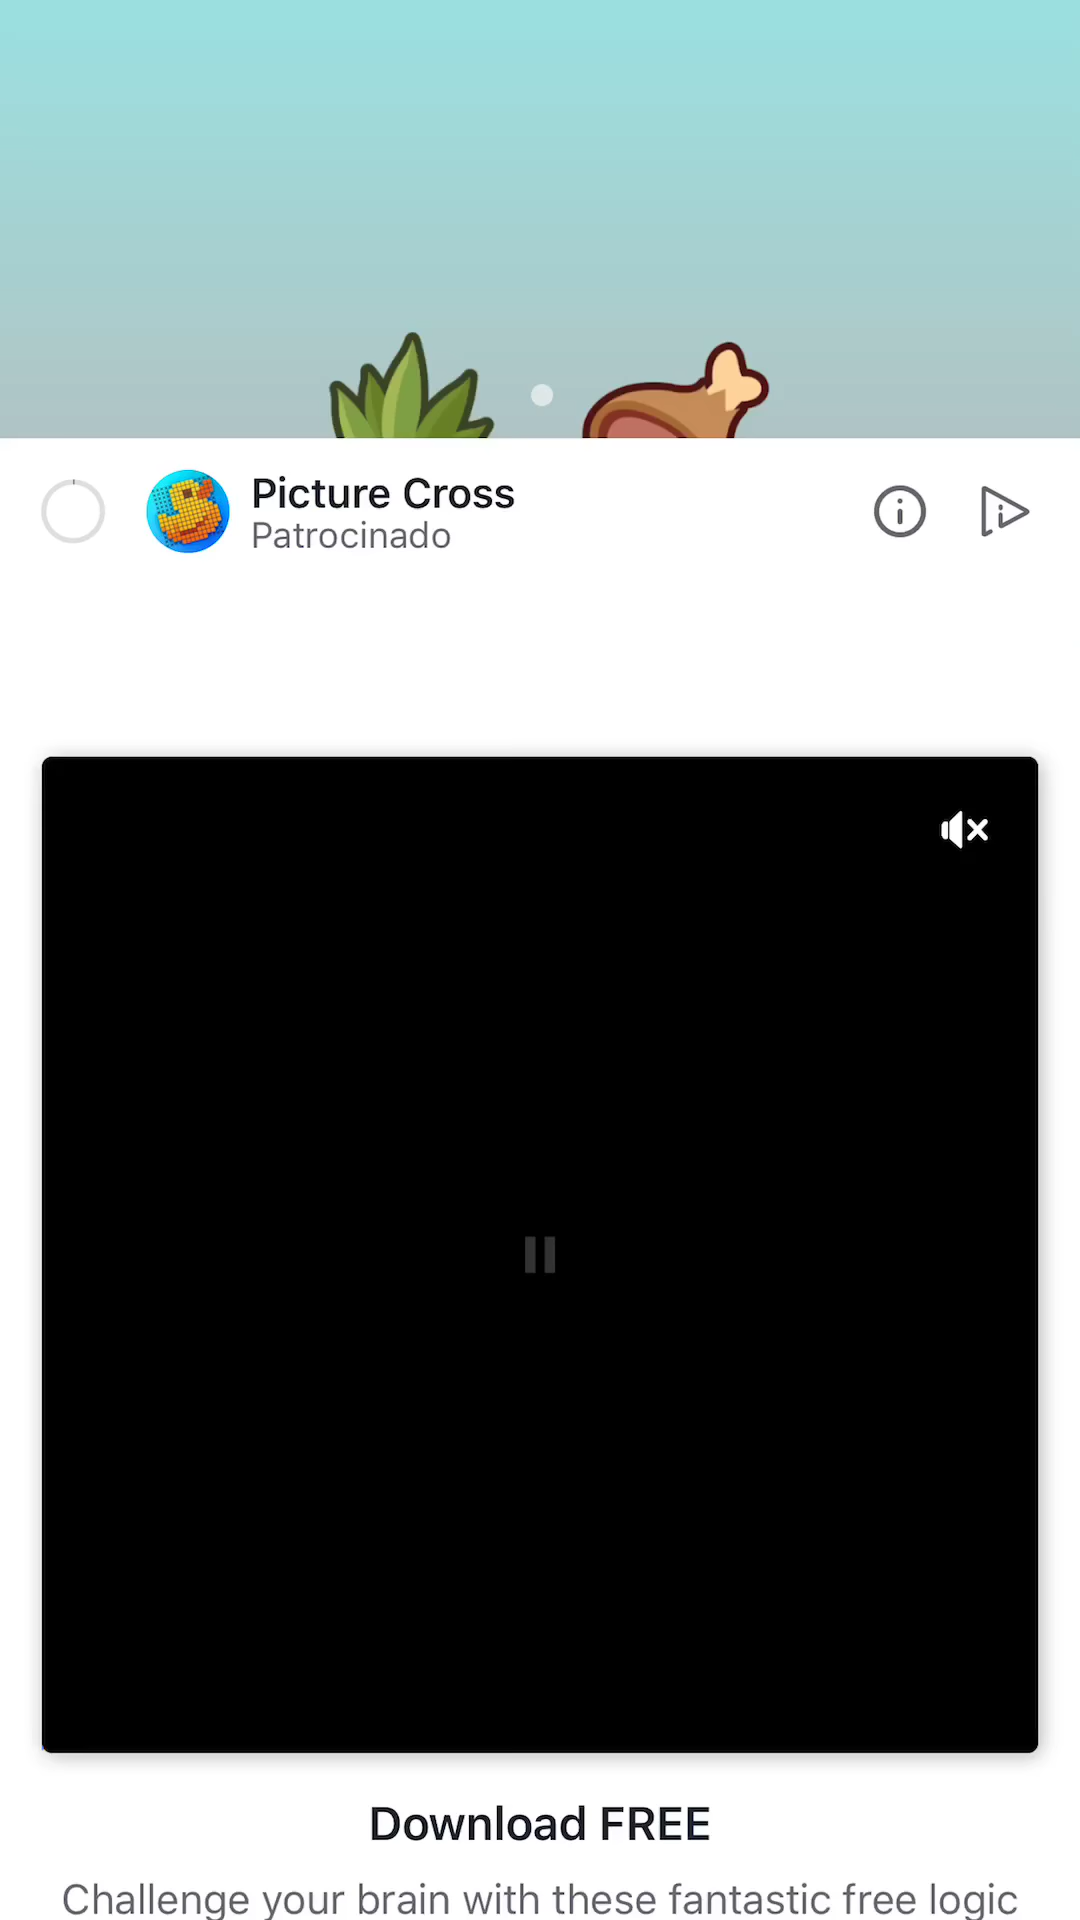 Picture Cross
Patrocinado
Download FREE
Challenge your brain with these fantastic free logic